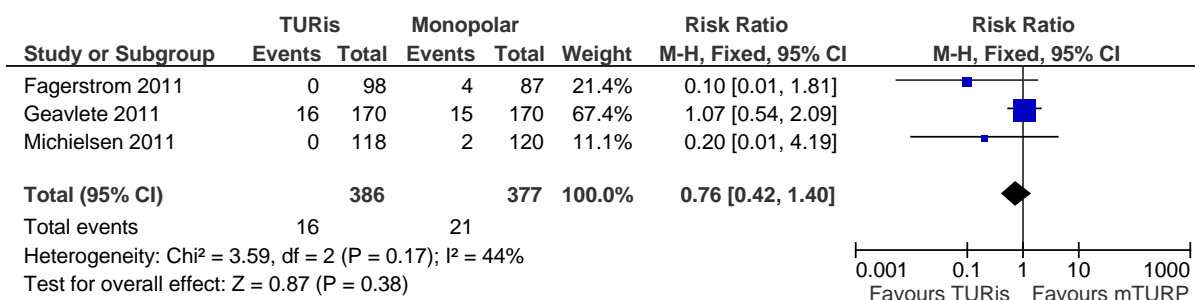 TURis Monopolar Risk Ratio Risk Ratio
Study or Subgroup Events Total Events Total Weight M-H, Fixed, 95% CI M-H, Fixed, 95% CI
Fagerstrom 2011 0 98 4 87 21.4% 0.10 [0.01, 1.81]
Geavlete 2011 16 170 15 170 67.4% 1.07 [0.54, 2.09]
Michielsen 2011 0 118 2 120 11.1% 0.20 [0.01, 4.19]
Total (95% CI) 386 377 100.0% 0.76 [0.42, 1.40]
Total events 16 21
Heterogeneity: Chi² = 3.59, df = 2 (P = 0.17); I² = 44%
Test for overall effect: Z = 0.87 (P = 0.38)
0.001 0.1 1 10 1000
Favours TURis Favours mTURP